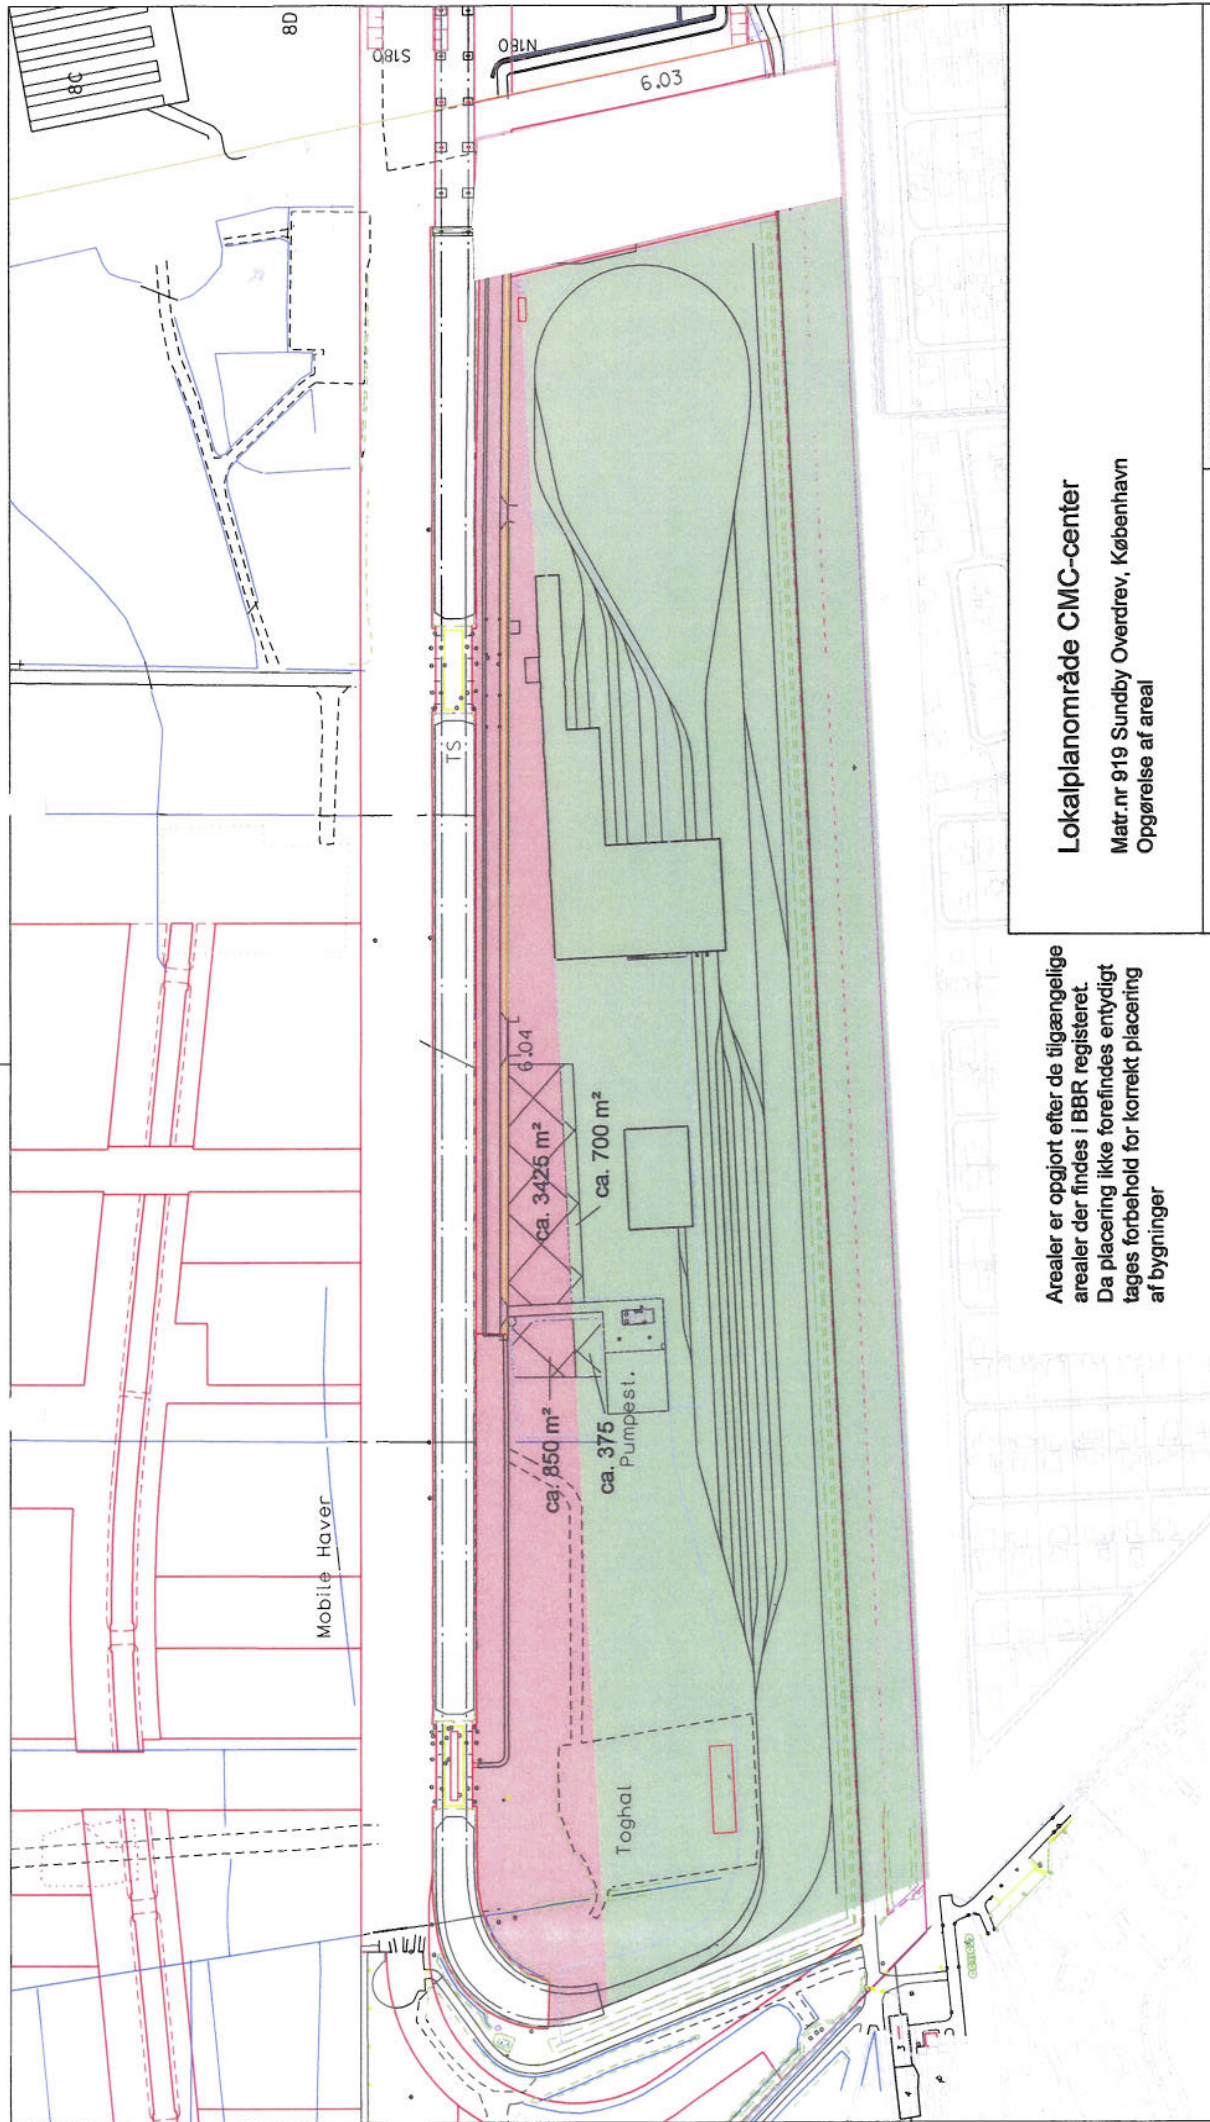 8C
8D
S180
N180
6.03
TS
6.04
ca. 3425 m²
ca. 700 m²
ca. 850 m²
ca. 375
Pumpest.
Mobile Haver
Toghal
Lokalplanområde CMC-center
Matr.nr 919 Sundby Overdrev, København
Opgørelse af areal
Arealer er opgjort efter de tilgængelige
arealer der findes i BBR registeret.
Da placering ikke forefindes entydigt
tages forbehold for korrekt placering
af bygninger
3